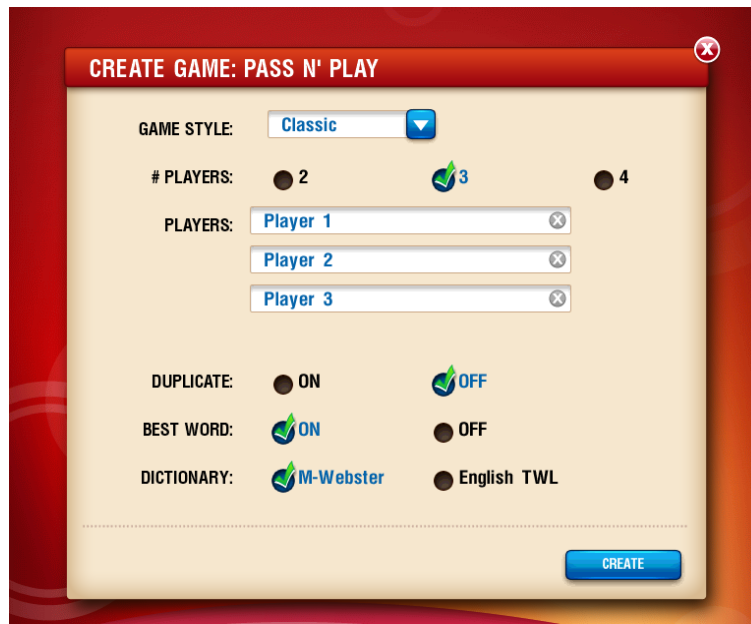 CREATE GAME: PASS N' PLAY
GAME STYLE: Classic
# PLAYERS: 2 3 4
PLAYERS: Player 1
Player 2
Player 3
DUPLICATE: ON OFF
BEST WORD: ON OFF
DICTIONARY: M-Webster English TWL
CREATE